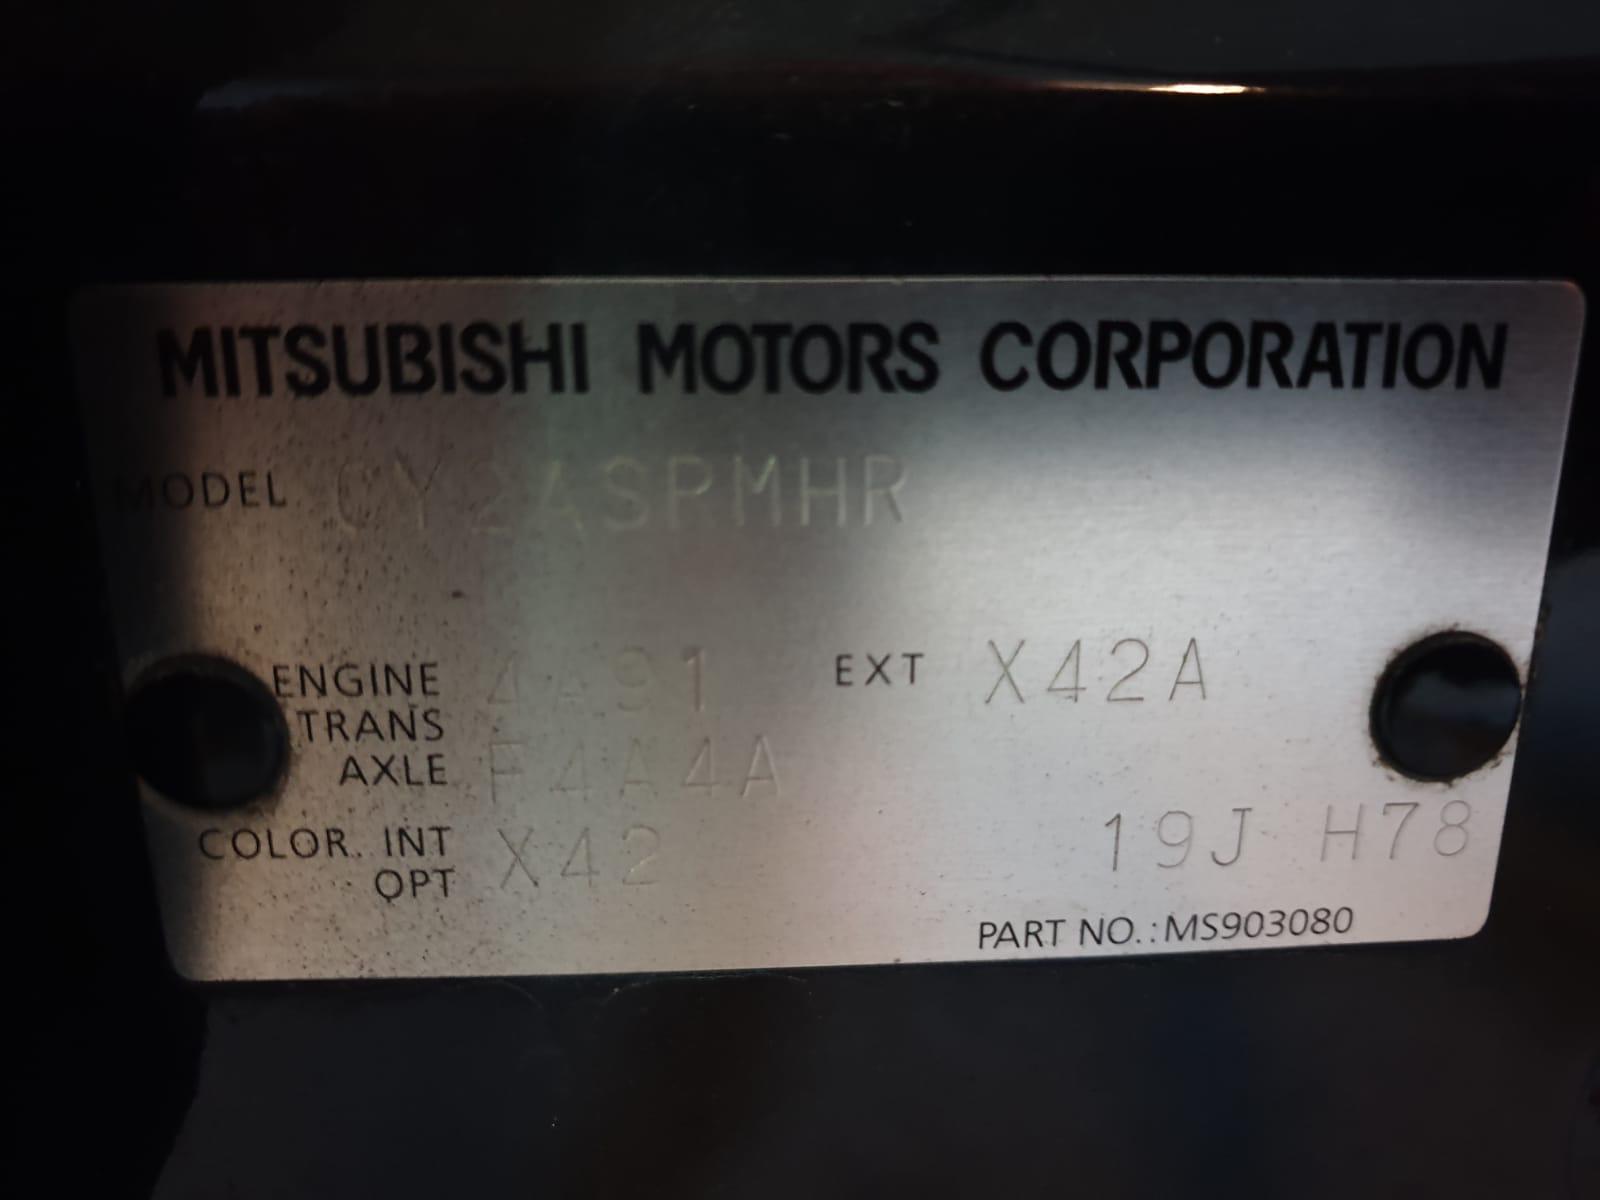 MITSUBISHI MOTORS CORPORATION
MODEL CY2ASRMHR
ENGINE 4A91 EXT X42A
TRANS
AXLE F4A4A
COLOR. INT X42 19J H78
OPT
PART NO.:MS903080